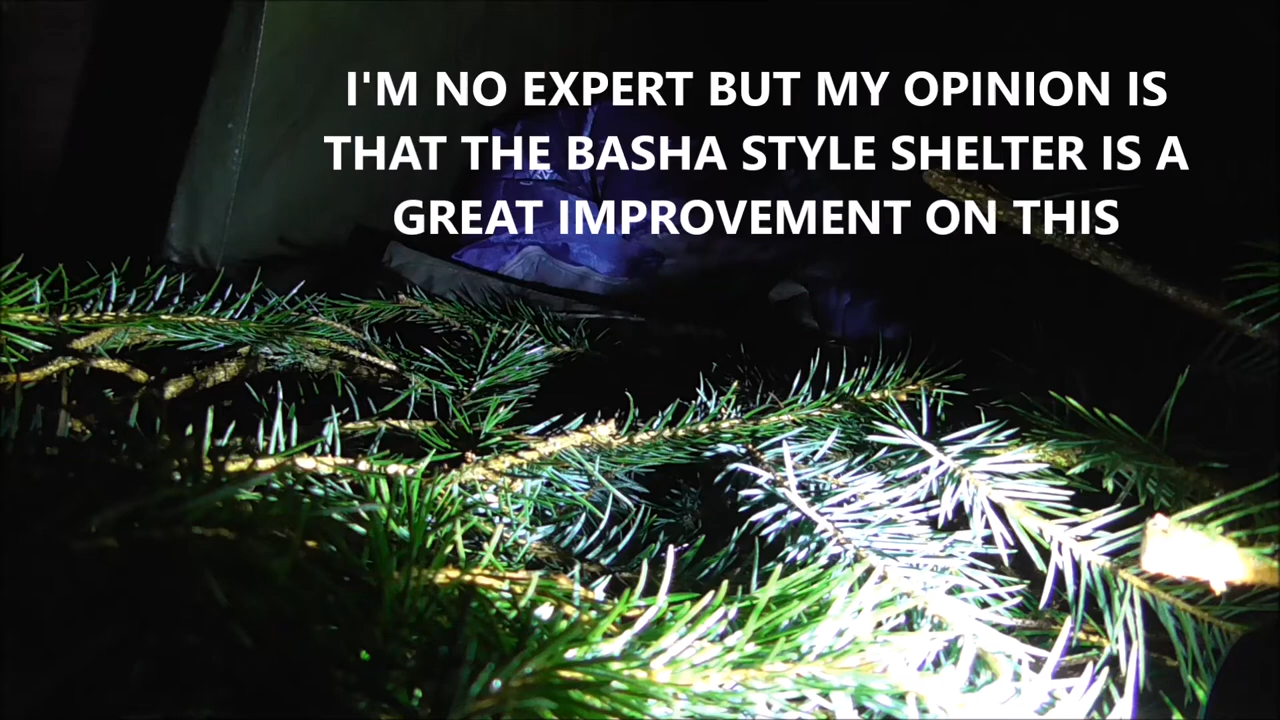 I'M NO EXPERT BUT MY OPINION IS
THAT THE BASHA STYLE SHELTER IS A
GREAT IMPROVEMENT ON THIS